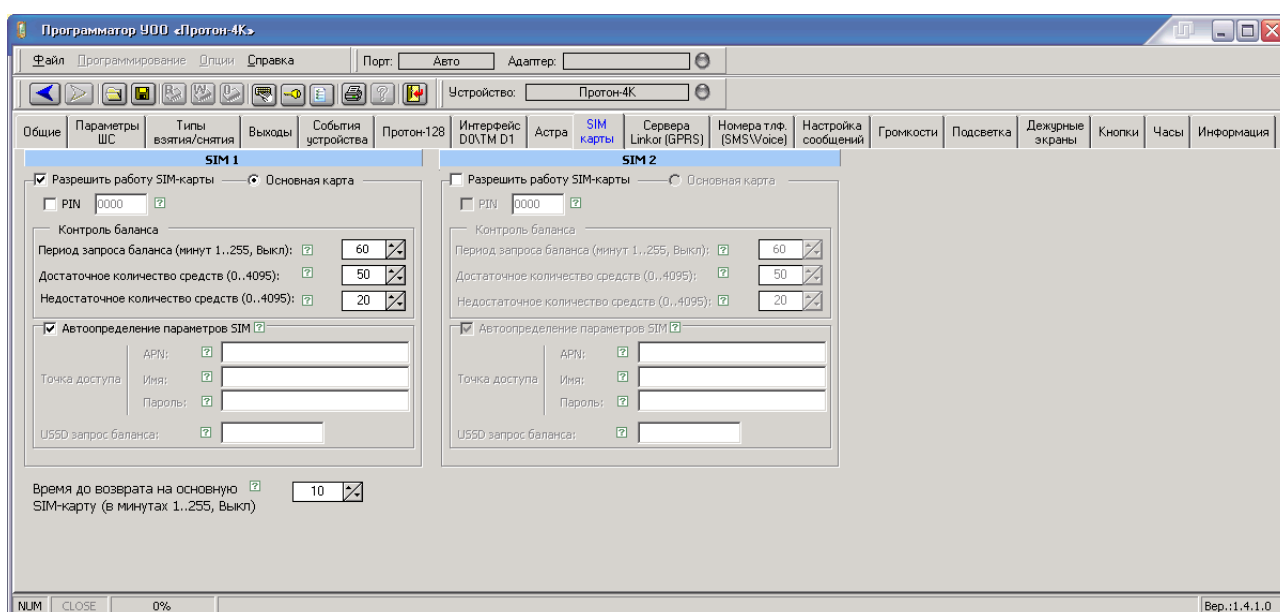 Программатор УОО «Протон-4К»
Файл Программирование Опции Справка Порт: Авто Адаптер:
Устройство: Протон-4К
Общие Параметры ШС Типы взятия/снятия Выходы События устройства Протон-128 Интерфейс D0\TM D1 Астра SIM карты Сервера Linkor (GPRS) Номера тлф. (SMS\Voice) Настройка сообщений Громкости Подсветка Дежурные экраны Кнопки Часы Информация
SIM 1 SIM 2
Разрешить работу SIM-карты Основная карта Разрешить работу SIM-карты Основная карта
PIN 0000 ? PIN 0000 ?
Контроль баланса Контроль баланса
Период запроса баланса (минут 1..255, Выкл): ? 60 Период запроса баланса (минут 1..255, Выкл): ? 60
Достаточное количество средств (0..4095): ? 50 Достаточное количество средств (0..4095): ? 50
Недостаточное количество средств (0..4095): ? 20 Недостаточное количество средств (0..4095): ? 20
Автоопределение параметров SIM ? Автоопределение параметров SIM ?
APN: ? APN: ?
Точка доступа Имя: ? Точка доступа Имя: ?
Пароль: ? Пароль: ?
USSD запрос баланса: ? USSD запрос баланса: ?
Время до возврата на основную ? 10
SIM-карту (в минутах 1..255, Выкл)
NUM CLOSE 0% Вер.:1.4.1.0